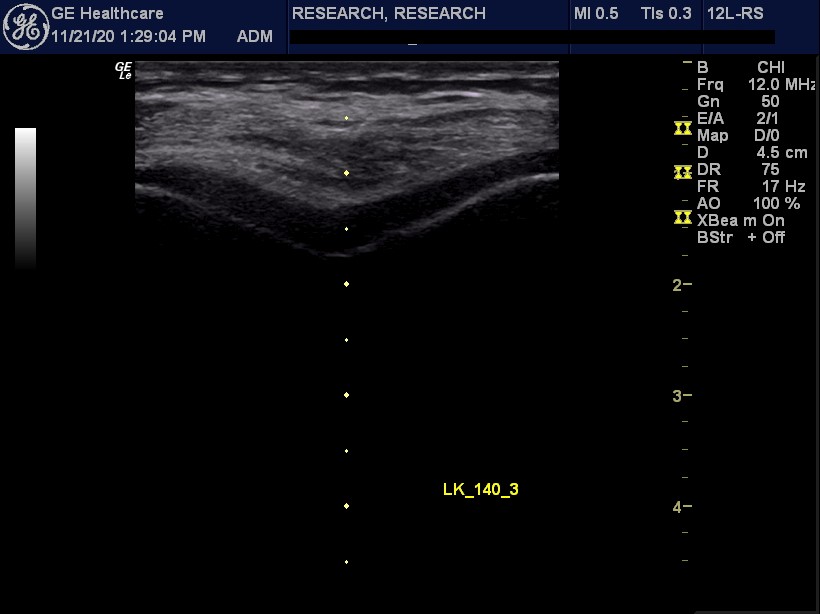 GE Healthcare
11/21/20 1:29:04 PM ADM
RESEARCH, RESEARCH
_
MI 0.5 TIs 0.3 12L-RS
GE
Le
B CHI
Frq 12.0 MHz
Gn 50
E/A 2/1
Map D/0
D 4.5 cm
DR 75
FR 17 Hz
AO 100 %
XBea m On
BStr + Off
2
3
4
LK_140_3